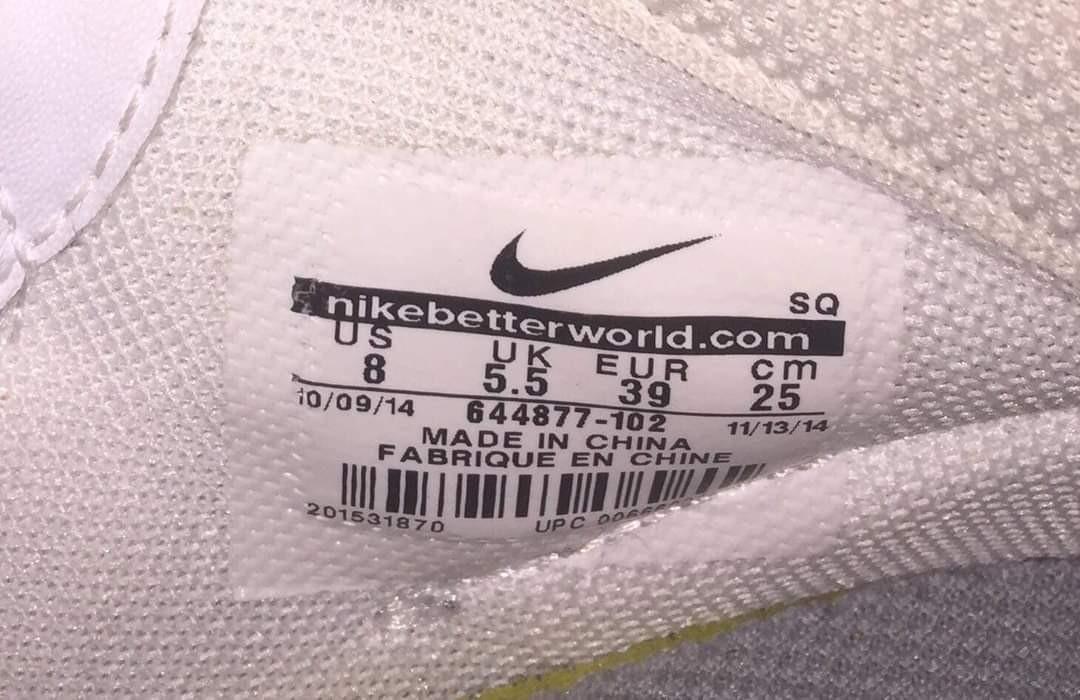 SQ
nikebetterworld.com
US UK EUR cm
8 5.5 39 25
10/09/14 644877-102 11/13/14
MADE IN CHINA
FABRIQUE EN CHINE
201531870 UPC